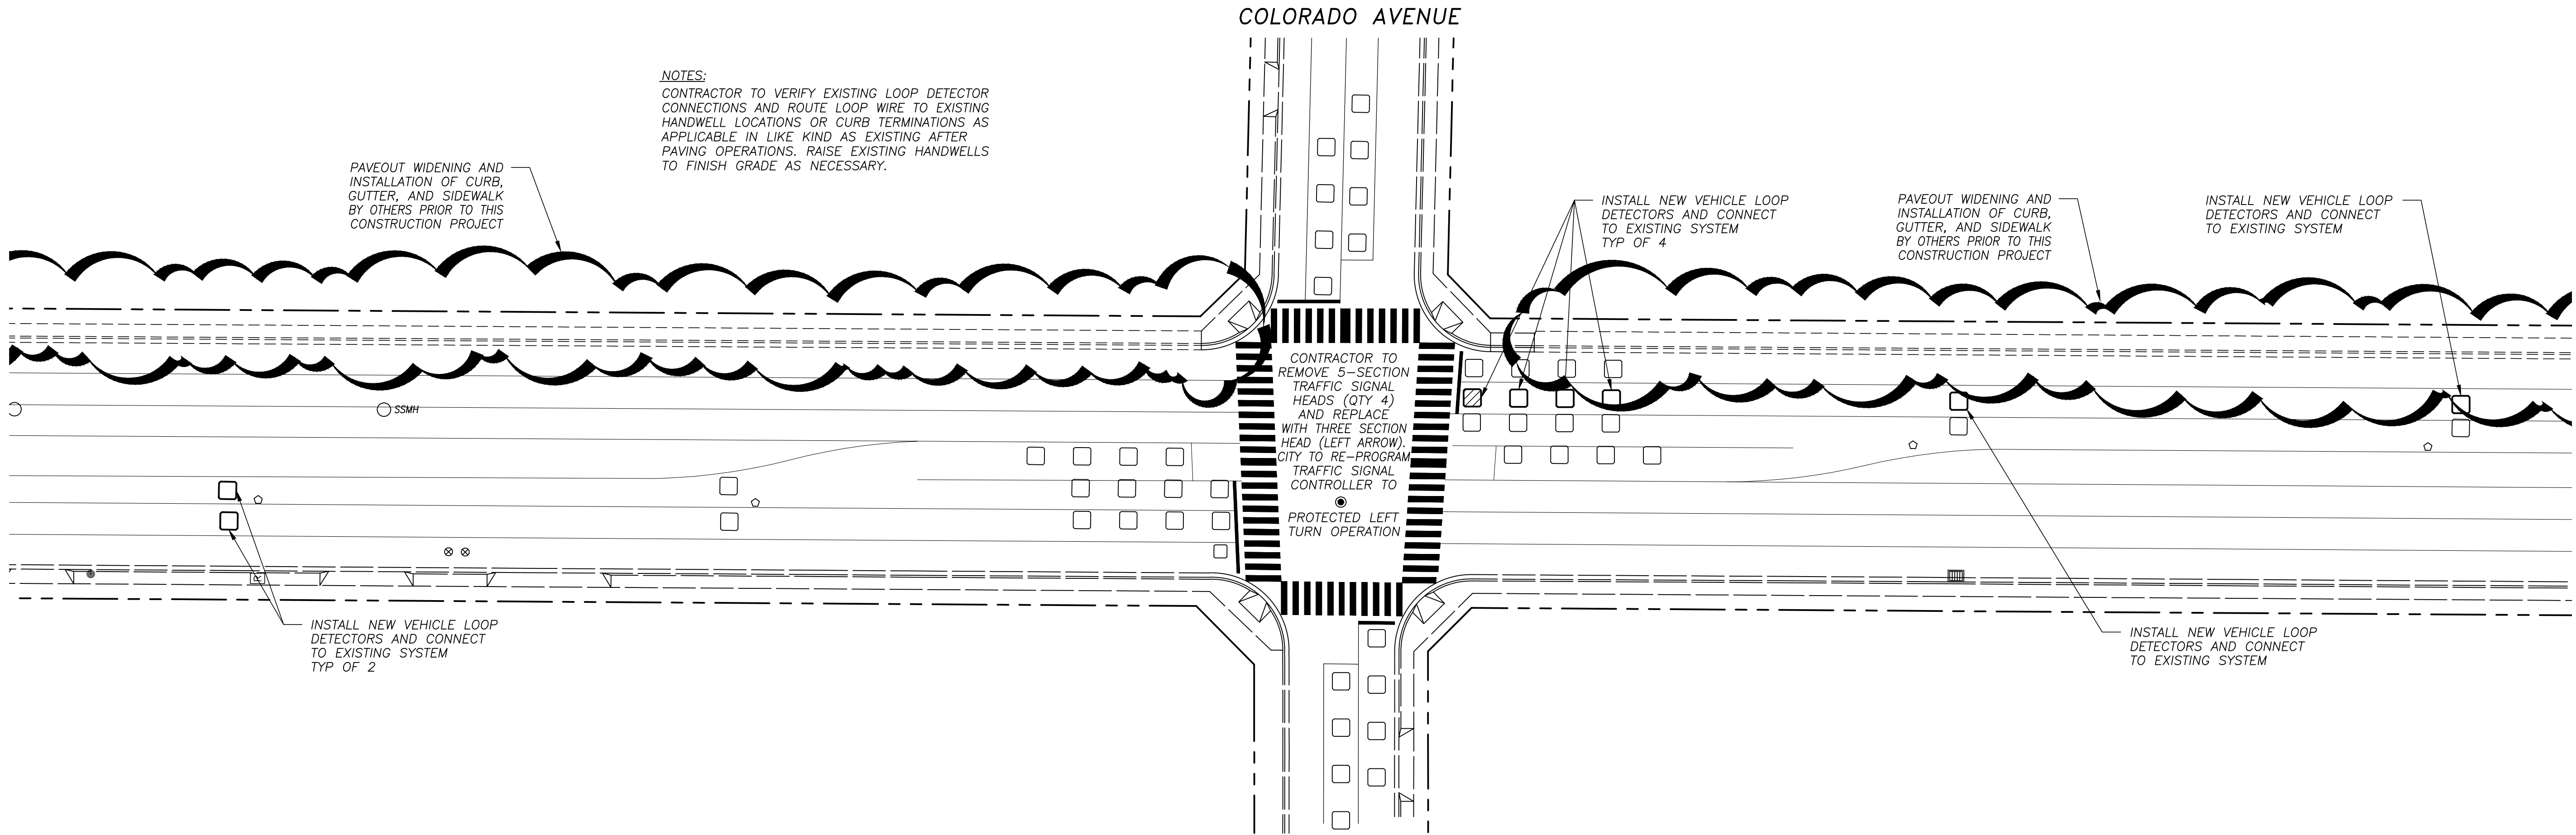 COLORADO AVENUE
NOTES:
CONTRACTOR TO VERIFY EXISTING LOOP DETECTOR
CONNECTIONS AND ROUTE LOOP WIRE TO EXISTING
HANDWELL LOCATIONS OR CURB TERMINATIONS AS
APPLICABLE IN LIKE KIND AS EXISTING AFTER
PAVING OPERATIONS. RAISE EXISTING HANDWELLS
TO FINISH GRADE AS NECESSARY.
PAVEOUT WIDENING AND
INSTALLATION OF CURB,
GUTTER, AND SIDEWALK
BY OTHERS PRIOR TO THIS
CONSTRUCTION PROJECT
INSTALL NEW VEHICLE LOOP
DETECTORS AND CONNECT
TO EXISTING SYSTEM
TYP OF 4
PAVEOUT WIDENING AND
INSTALLATION OF CURB,
GUTTER, AND SIDEWALK
BY OTHERS PRIOR TO THIS
CONSTRUCTION PROJECT
INSTALL NEW VEHICLE LOOP
DETECTORS AND CONNECT
TO EXISTING SYSTEM
CONTRACTOR TO
REMOVE 5-SECTION
TRAFFIC SIGNAL
HEADS (QTY 4)
AND REPLACE
WITH THREE SECTION
HEAD (LEFT ARROW).
CITY TO RE-PROGRAM
TRAFFIC SIGNAL
CONTROLLER TO
PROTECTED LEFT
TURN OPERATION
SSMH
INSTALL NEW VEHICLE LOOP
DETECTORS AND CONNECT
TO EXISTING SYSTEM
TYP OF 2
INSTALL NEW VEHICLE LOOP
DETECTORS AND CONNECT
TO EXISTING SYSTEM